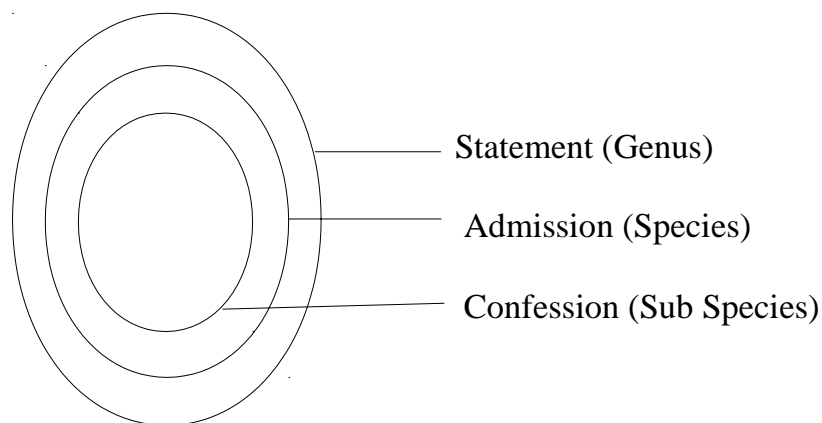 Statement (Genus)
Admission (Species)
Confession (Sub Species)